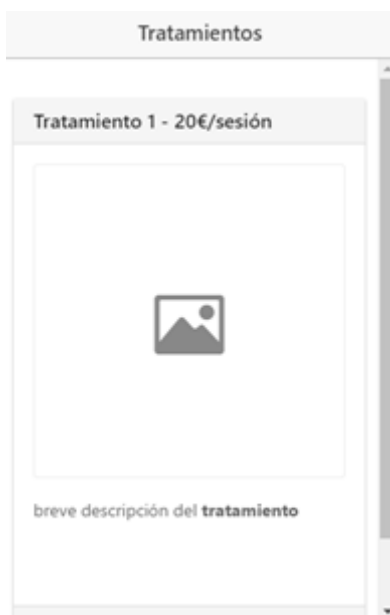 Tratamientos
Tratamiento 1 - 20€/sesión
breve descripción del tratamiento